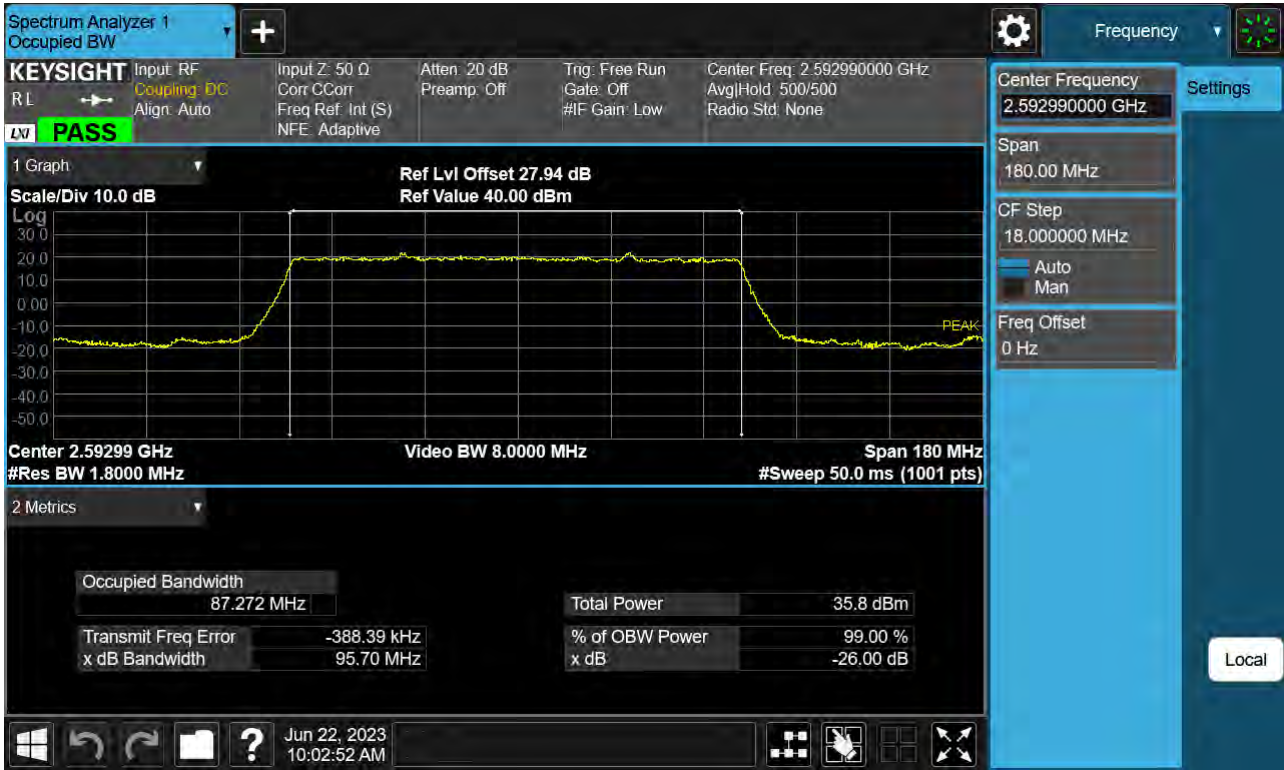 Spectrum Analyzer 1
Occupied BW
+
Frequency
KEYSIGHT
R L
LXI
PASS
Input: RF
Coupling: DC
Align: Auto
Input Z: 50 Ω
Corr CCorr
Freq Ref: Int (S)
NFE: Adaptive
Atten: 20 dB
Preamp: Off
Trig: Free Run
Gate: Off
#IF Gain: Low
Center Freq: 2.592990000 GHz
Avg|Hold: 500/500
Radio Std: None
Center Frequency
2.592990000 GHz
Settings
Span
180.00 MHz
CF Step
18.000000 MHz
Auto
Man
Freq Offset
0 Hz
Local
1 Graph
Scale/Div 10.0 dB
Ref Lvl Offset 27.94 dB
Ref Value 40.00 dBm
Log
30.0
20.0
10.0
0.00
-10.0
-20.0
-30.0
-40.0
-50.0
PEAK
Center 2.59299 GHz
Video BW 8.0000 MHz
Span 180 MHz
#Res BW 1.8000 MHz
#Sweep 50.0 ms (1001 pts)
2 Metrics
Occupied Bandwidth
87.272 MHz
Total Power 35.8 dBm
Transmit Freq Error -388.39 kHz
% of OBW Power 99.00 %
x dB Bandwidth 95.70 MHz
x dB -26.00 dB
?
Jun 22, 2023
10:02:52 AM